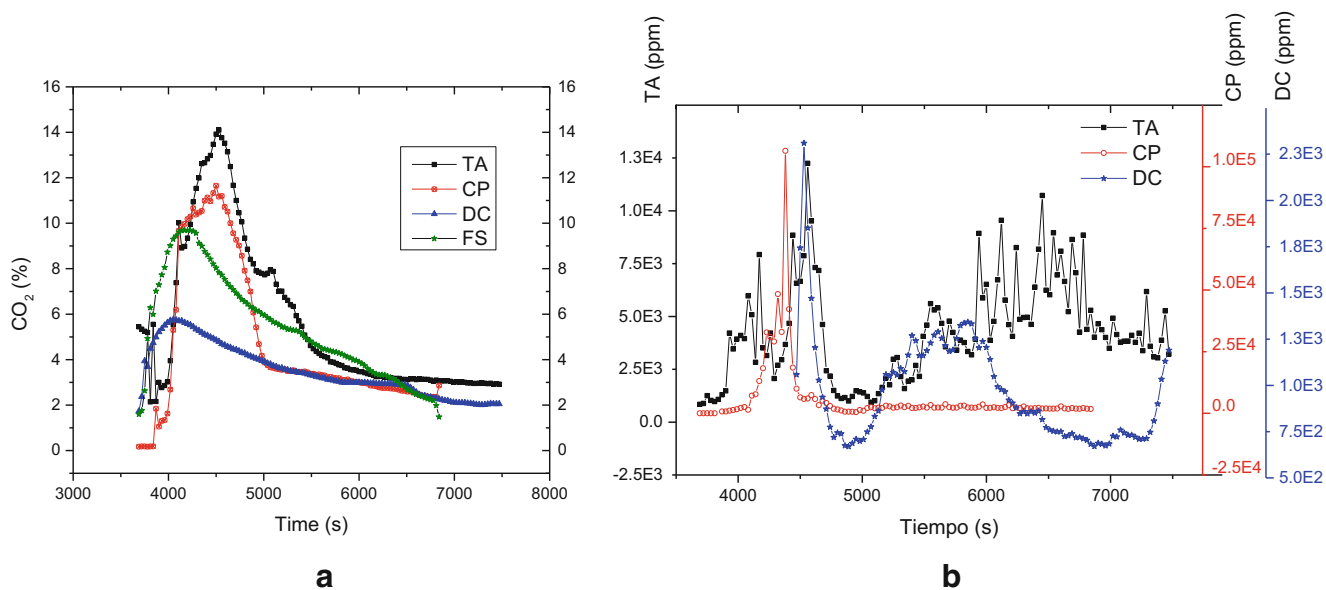 16
14
12
10
8
6
4
2
0
CO2 (%)
16
14
12
10
8
6
4
2
0
TA
CP
DC
FS
3000 4000 5000 6000 7000 8000
Time (s)
a
TA (ppm)
1.3E4
1.0E4
7.5E3
5.0E3
2.5E3
0.0
-2.5E3
TA
CP
DC
CP (ppm)
1.0E5
7.5E4
5.0E4
2.5E4
0.0
-2.5E4
DC (ppm)
2.3E3
2.0E3
1.8E3
1.5E3
1.3E3
1.0E3
7.5E2
5.0E2
4000 5000 6000 7000
Tiempo (s)
b